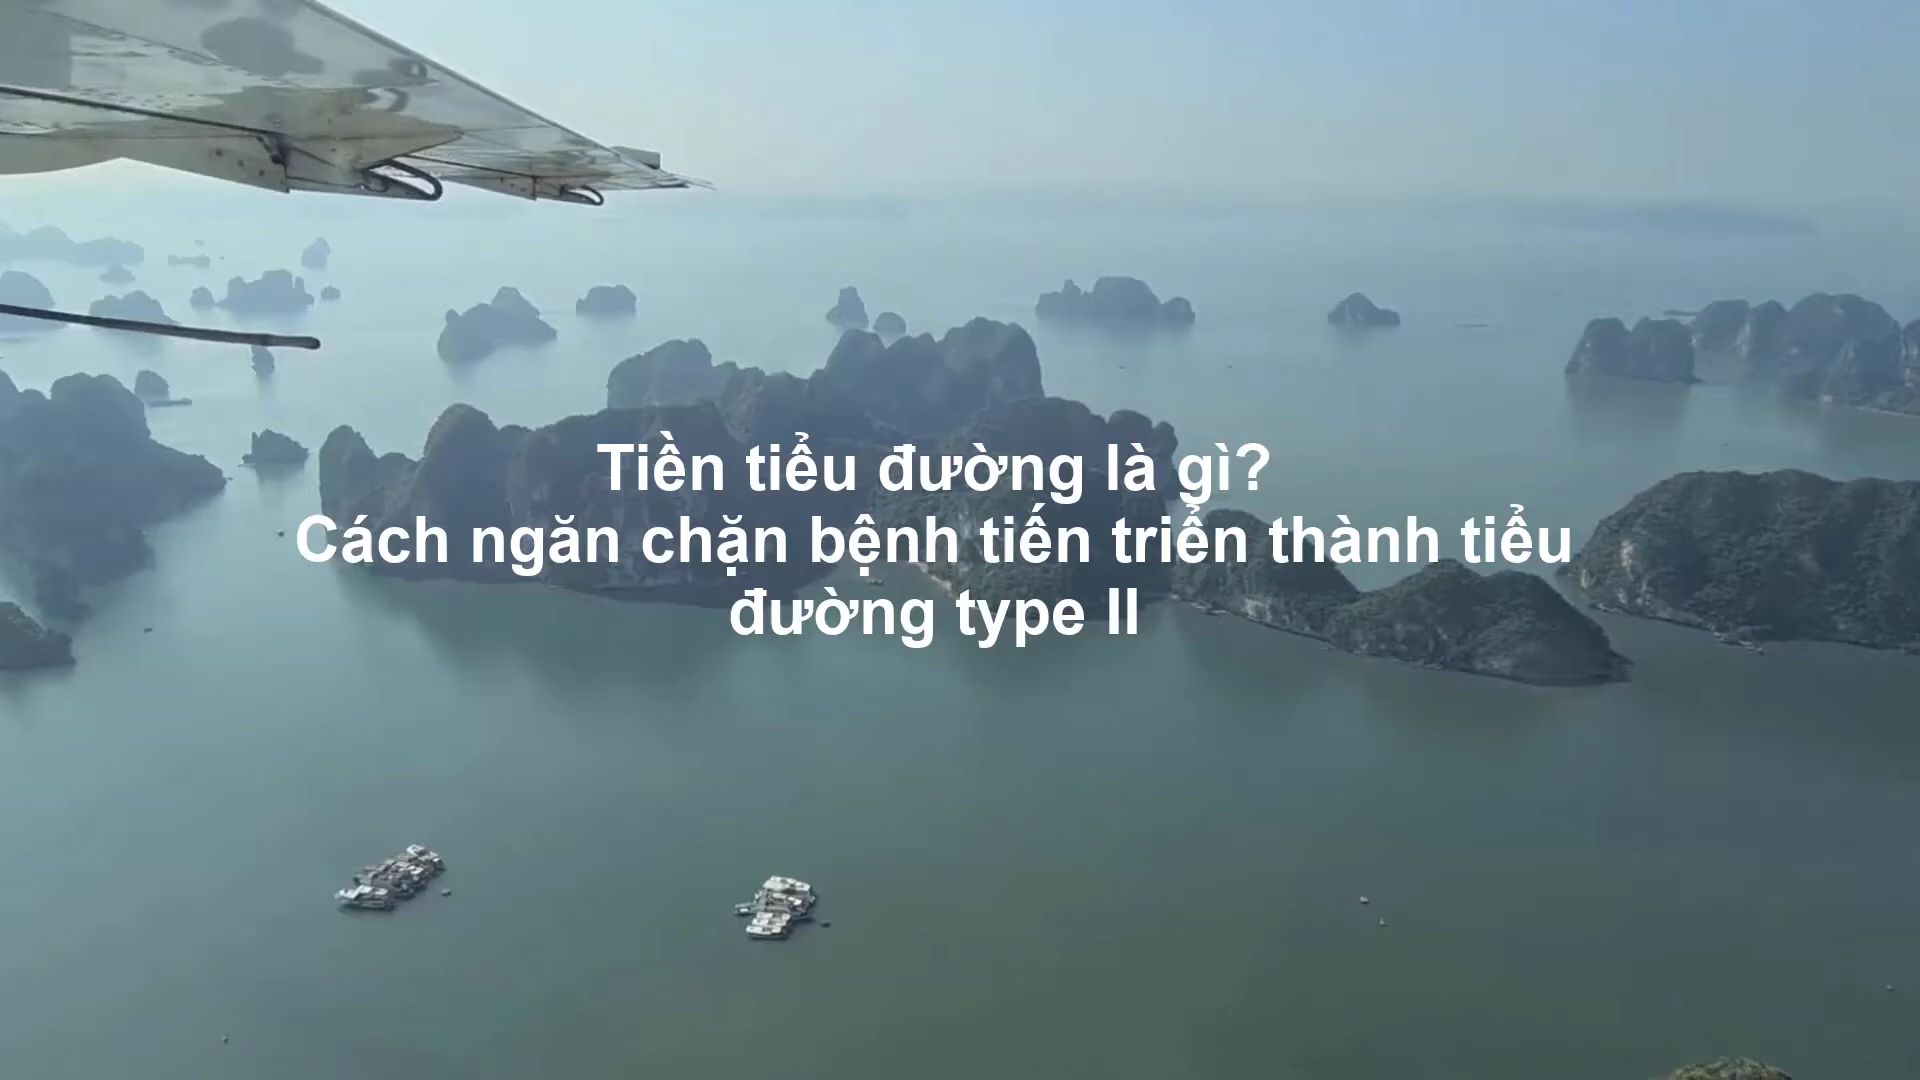 Tiền tiểu đường là gì?
Cách ngăn chặn bệnh tiến triển thành tiểu
đường type II